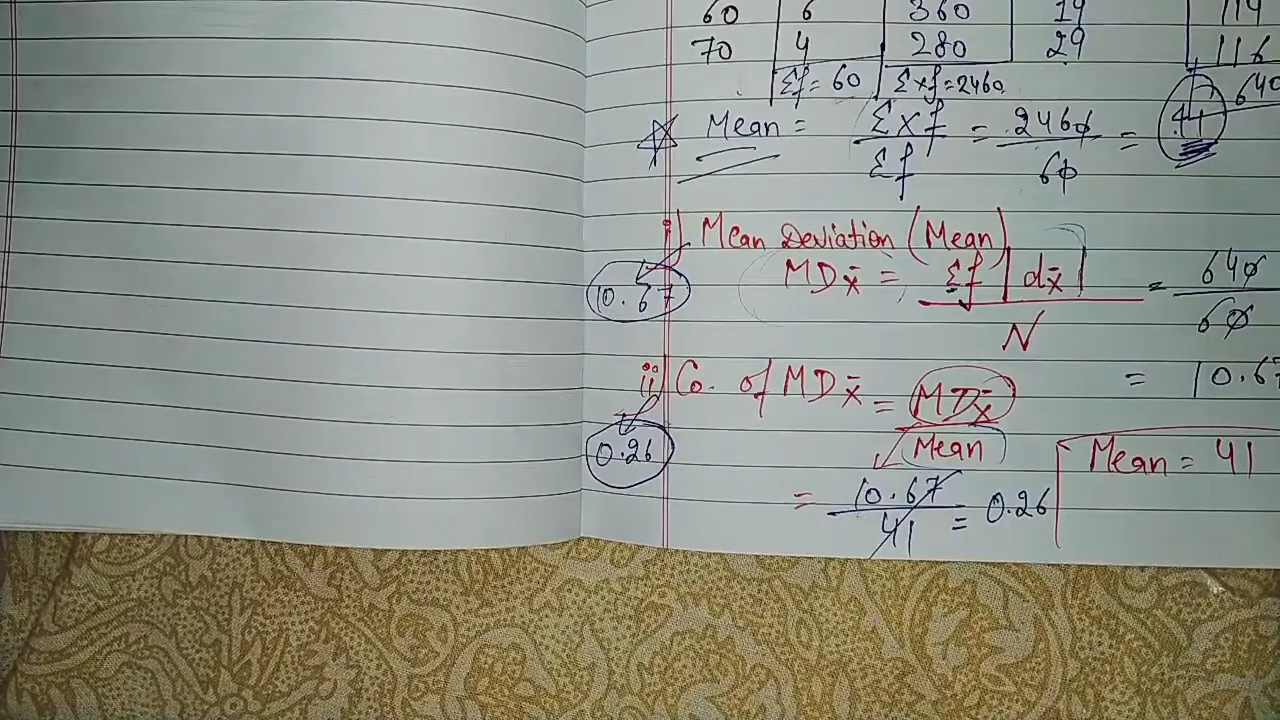 60 6 360 19 114
70 4 280 29 116
Σf = 60 Σxf = 2460 640
Mean = Σxf / Σf = 2460 / 60 = 41
i) Mean Deviation (Mean)
10.67 MDx̄ = Σf |dx̄| / N = 640 / 60
= 10.67
ii) Co. of MDx̄ = MDx̄ / Mean
0.26 Mean = 41
= 10.67 / 41 = 0.26